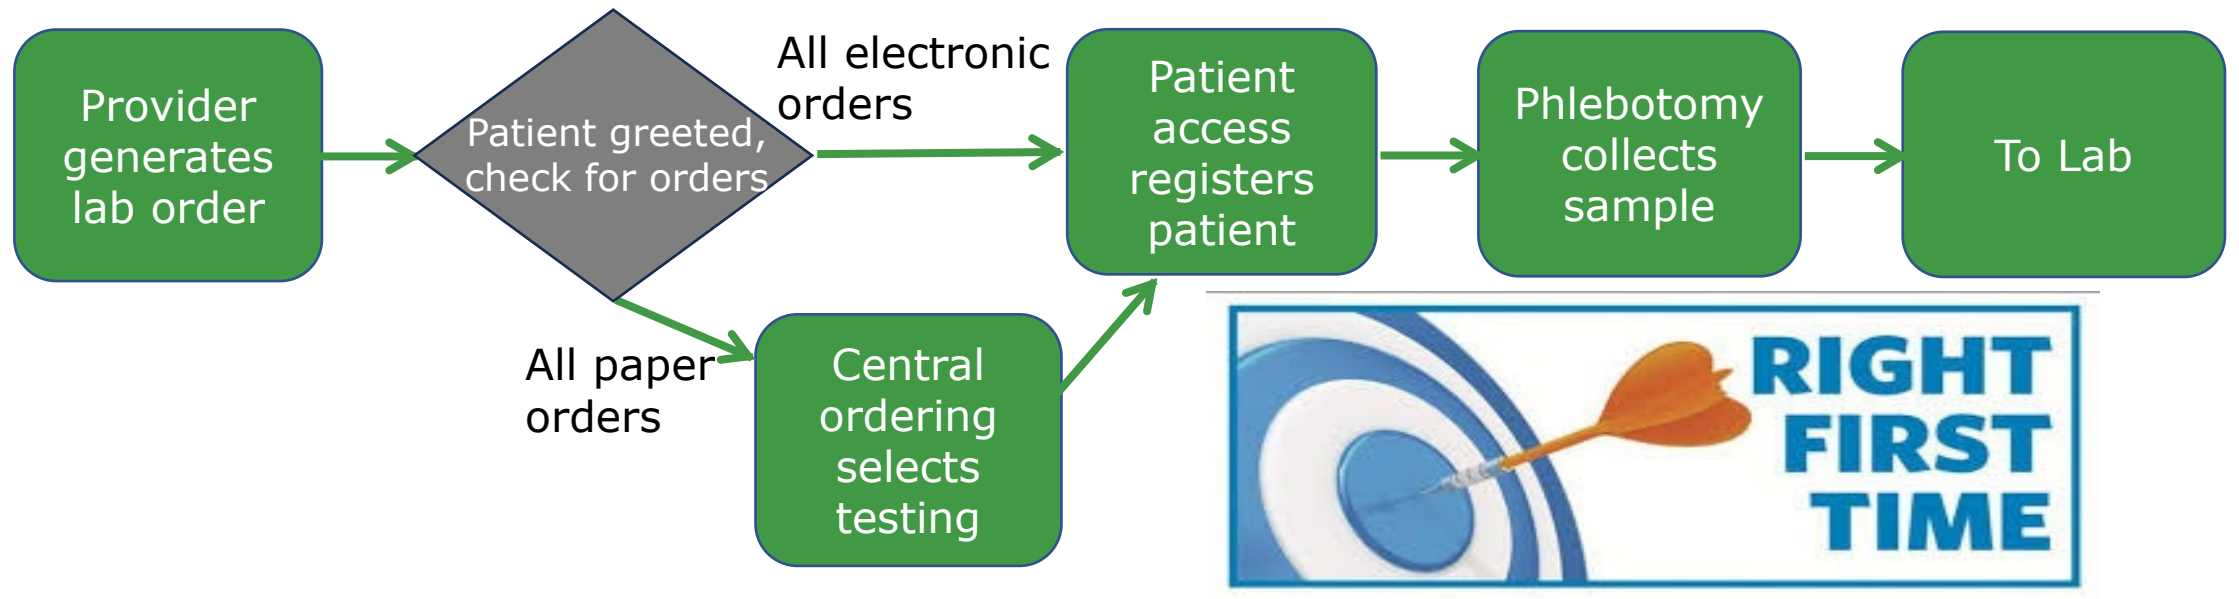 Provider
generates
lab order
Patient greeted,
check for orders
All electronic
orders
Patient
access
registers
patient
Phlebotomy
collects
sample
To Lab
All paper
orders
Central
ordering
selects
testing
RIGHT
FIRST
TIME